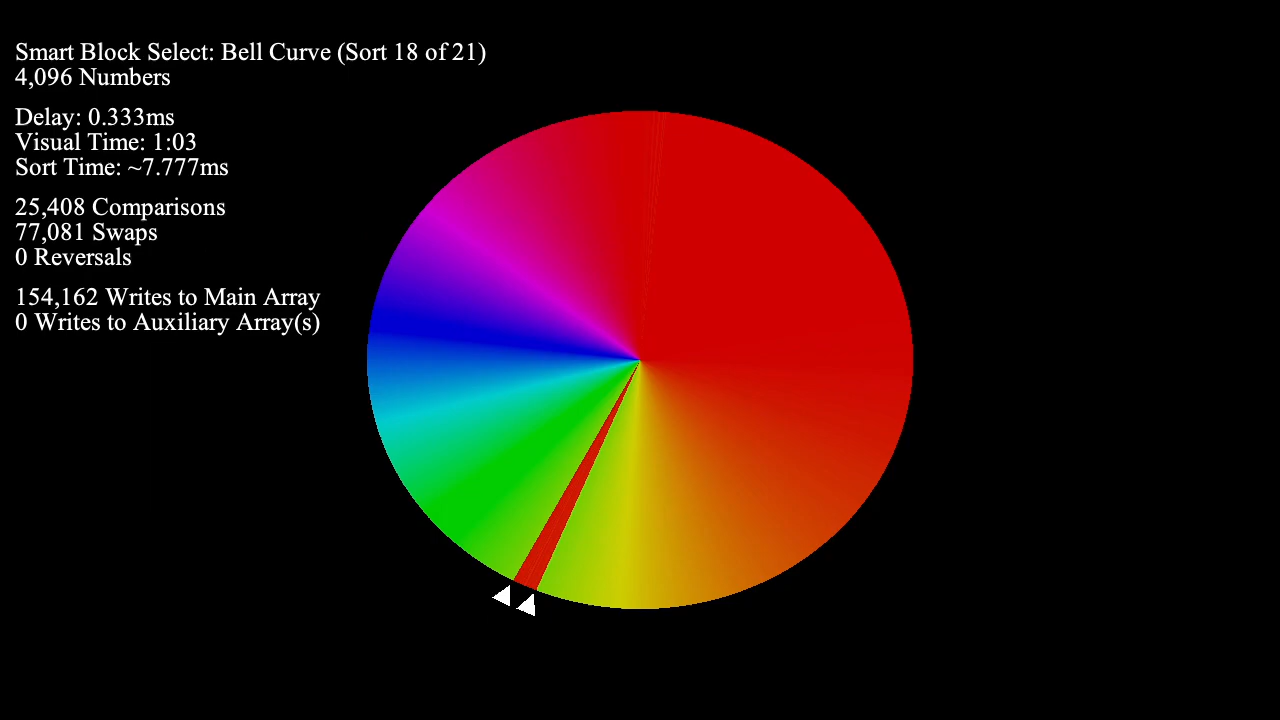 Smart Block Select: Bell Curve (Sort 18 of 21)
4,096 Numbers
Delay: 0.333ms
Visual Time: 1:03
Sort Time: ~7.777ms
25,408 Comparisons
77,081 Swaps
0 Reversals
154,162 Writes to Main Array
0 Writes to Auxiliary Array(s)